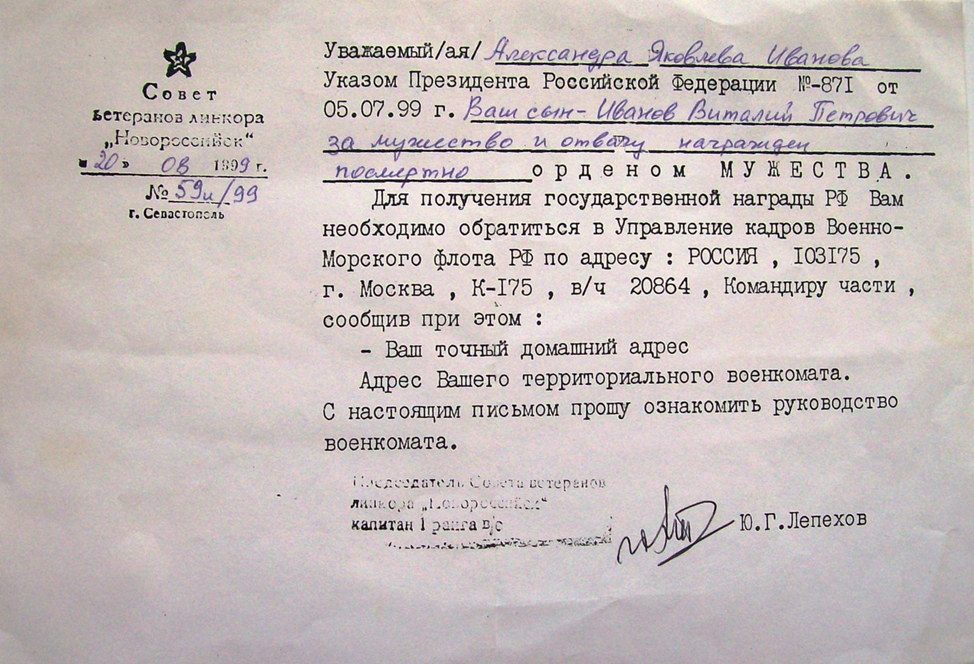 Совет
ветеранов линкора
„Новороссийск“
" 20 » 08 1999 г.
№ 59и/99
г. Севастополь
Уважаемый/ая/ Александра Яковлева Иванова
Указом Президента Российской Федерации №-871 от
05.07.99 г. Ваш сын- Иванов Виталий Петрович
за мужество и отвагу награжден
посмертно орденом МУЖЕСТВА.
Для получения государственной награды РФ Вам
необходимо обратиться в Управление кадров Военно-
Морского флота РФ по адресу : РОССИЯ , 103175 ,
г. Москва , К-175 , в/ч 20864 , Командиру части ,
сообщив при этом :
- Ваш точный домашний адрес
Адрес Вашего территориального военкомата.
С настоящим письмом прошу ознакомить руководство
военкомата.
Председатель Совета ветеранов
линкора „Новороссийск“
капитан 1 ранга в/с
Ю.Г.Лепехов